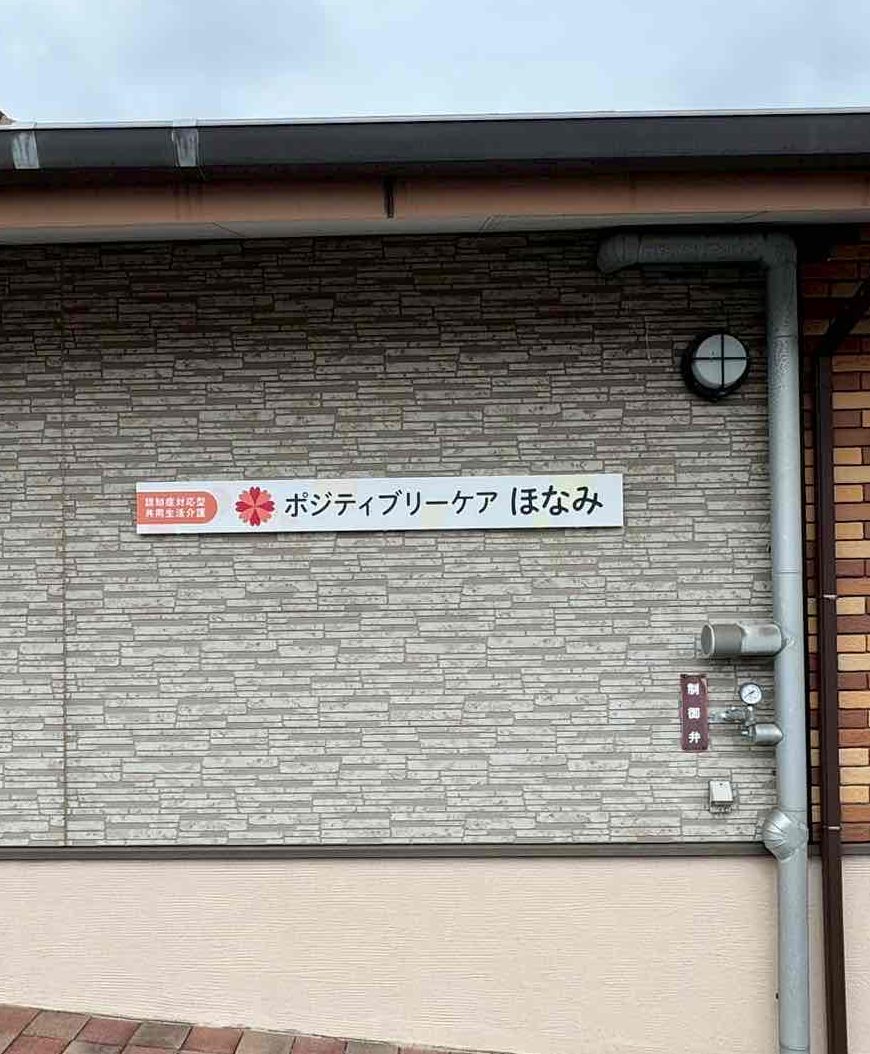 認知症対応型
共同生活介護
ポジティブリーケア ほなみ
制御弁